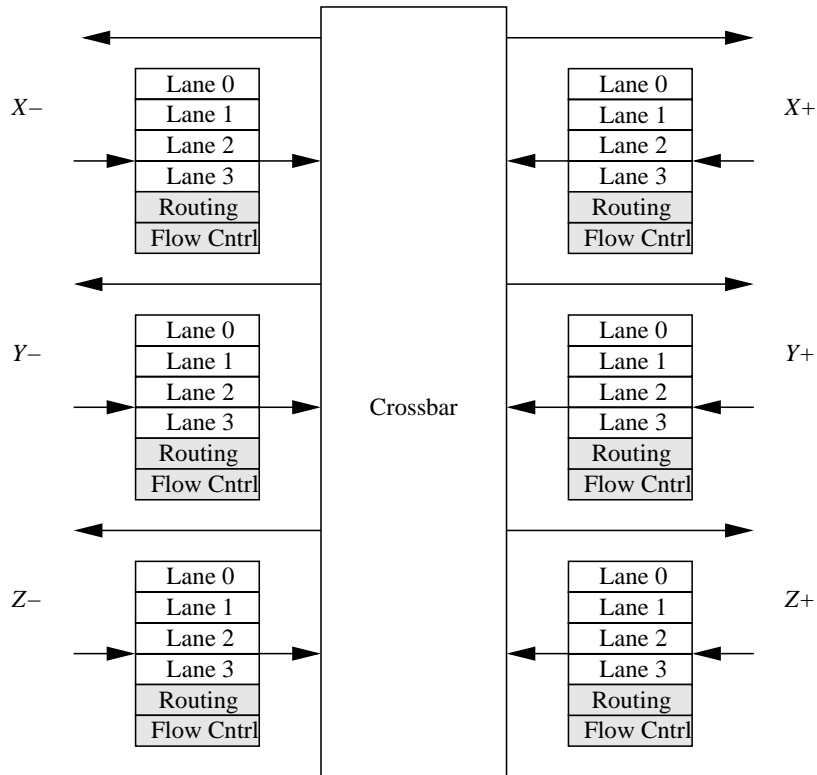 X–
Lane 0
Lane 1
Lane 2
Lane 3
Routing
Flow Cntrl
Lane 0
Lane 1
Lane 2
Lane 3
Routing
Flow Cntrl
X+
Y–
Lane 0
Lane 1
Lane 2
Lane 3
Routing
Flow Cntrl
Crossbar
Lane 0
Lane 1
Lane 2
Lane 3
Routing
Flow Cntrl
Y+
Z–
Lane 0
Lane 1
Lane 2
Lane 3
Routing
Flow Cntrl
Lane 0
Lane 1
Lane 2
Lane 3
Routing
Flow Cntrl
Z+